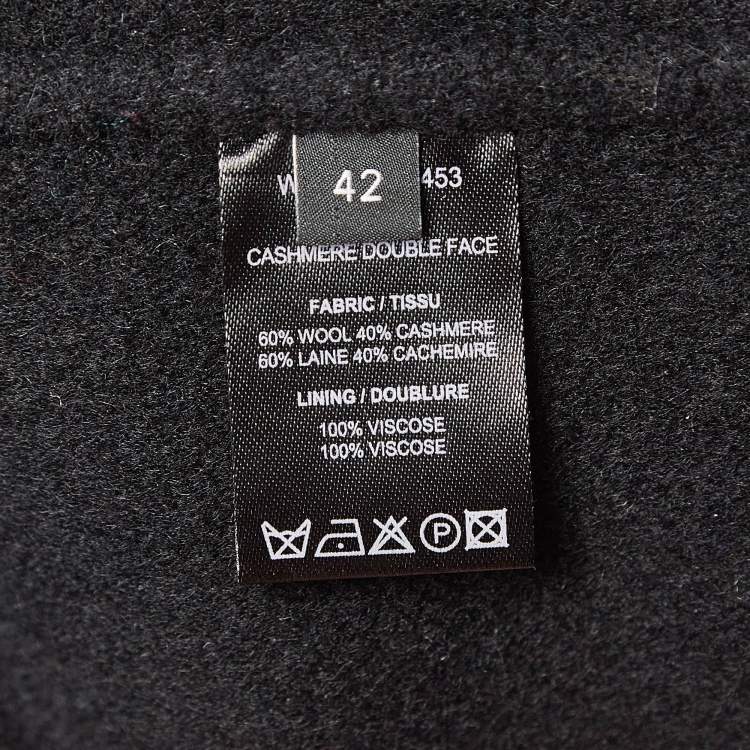 W 42 453
CASHMERE DOUBLE FACE
FABRIC / TISSU
60% WOOL 40% CASHMERE
60% LAINE 40% CACHEMIRE
LINING / DOUBLURE
100% VISCOSE
100% VISCOSE
P